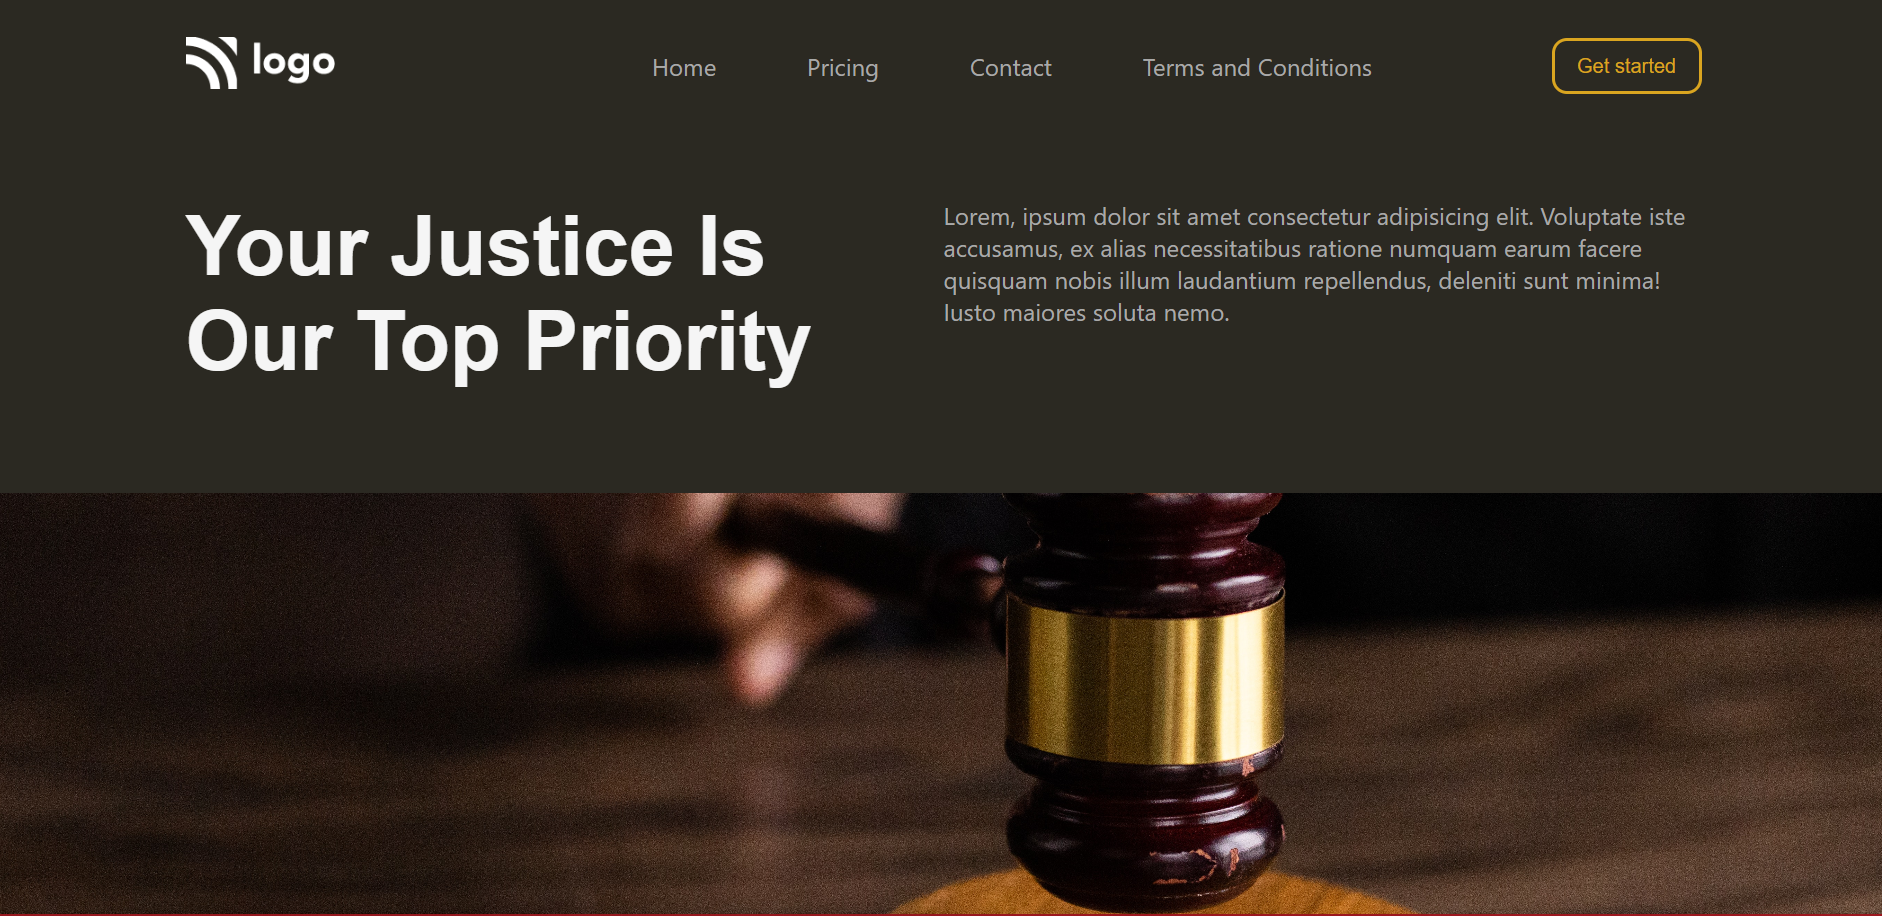 logo
Home
Pricing
Contact
Terms and Conditions
Get started
Your Justice Is
Our Top Priority
Lorem, ipsum dolor sit amet consectetur adipisicing elit. Voluptate iste
accusamus, ex alias necessitatibus ratione numquam earum facere
quisquam nobis illum laudantium repellendus, deleniti sunt minima!
Iusto maiores soluta nemo.